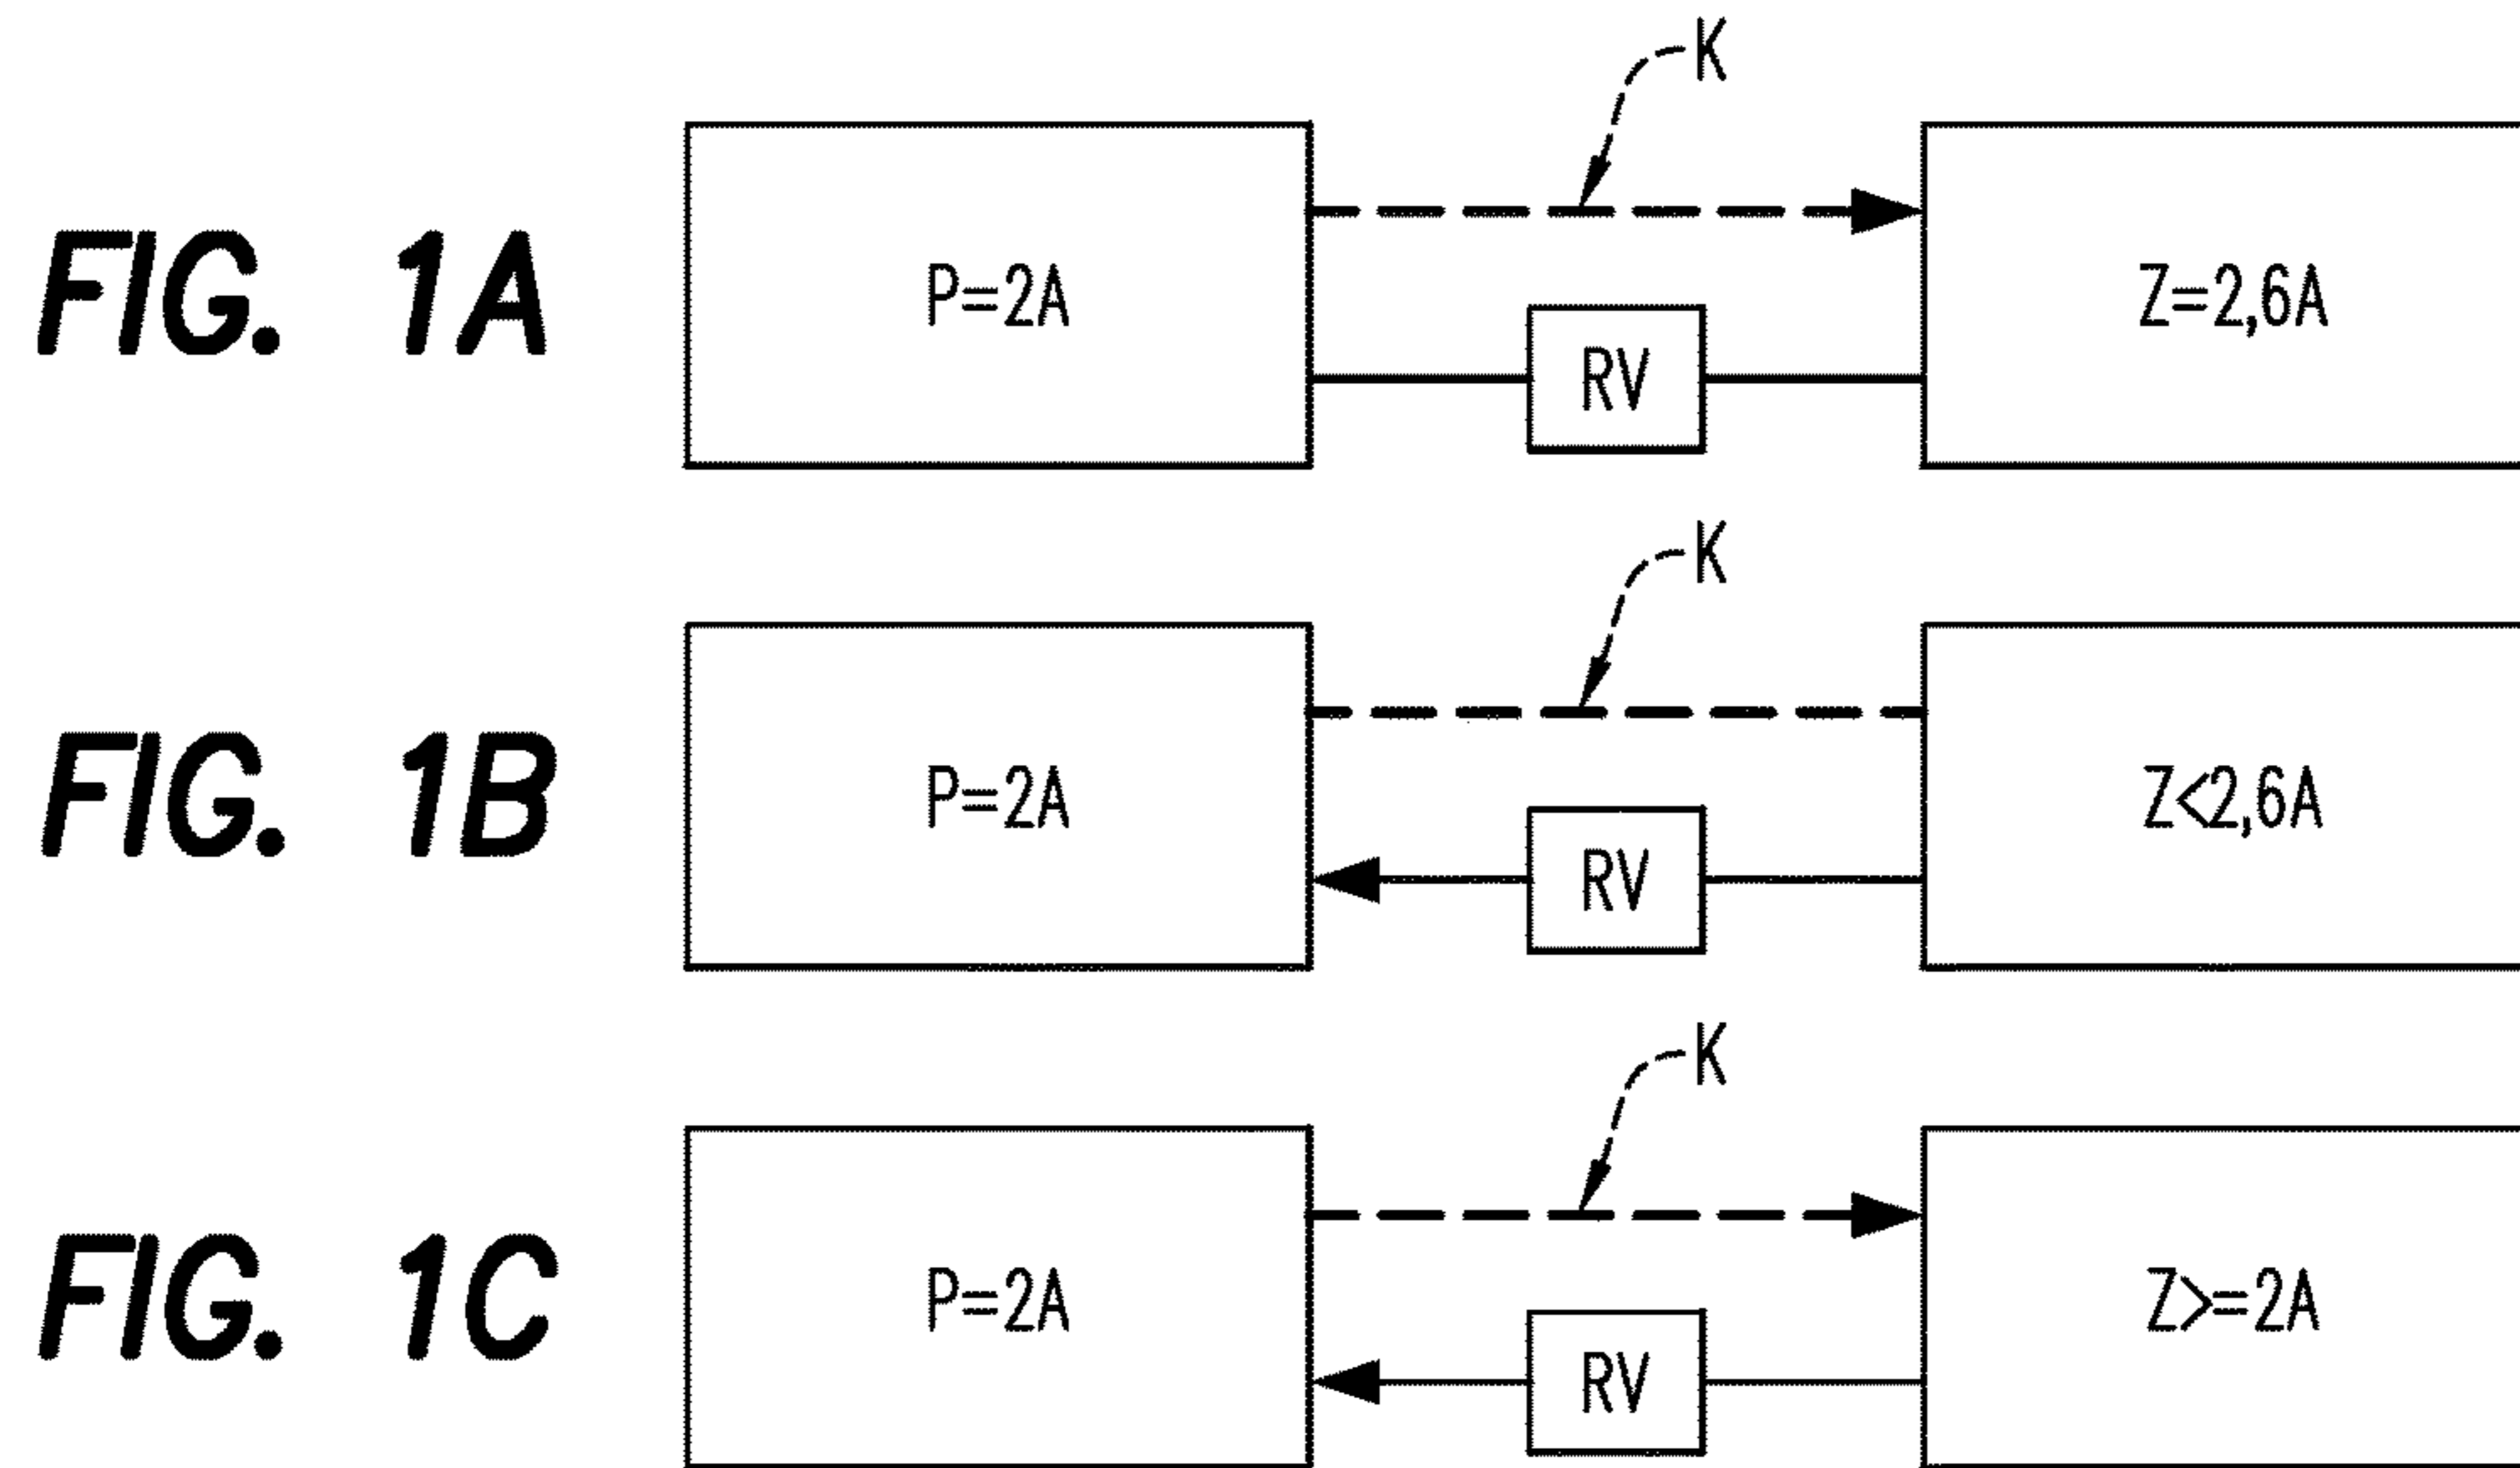 K
FIG. 1A
P=2A
Z=2,6A
RV
K
FIG. 1B
P=2A
Z<2,6A
RV
K
FIG. 1C
P=2A
Z>=2A
RV